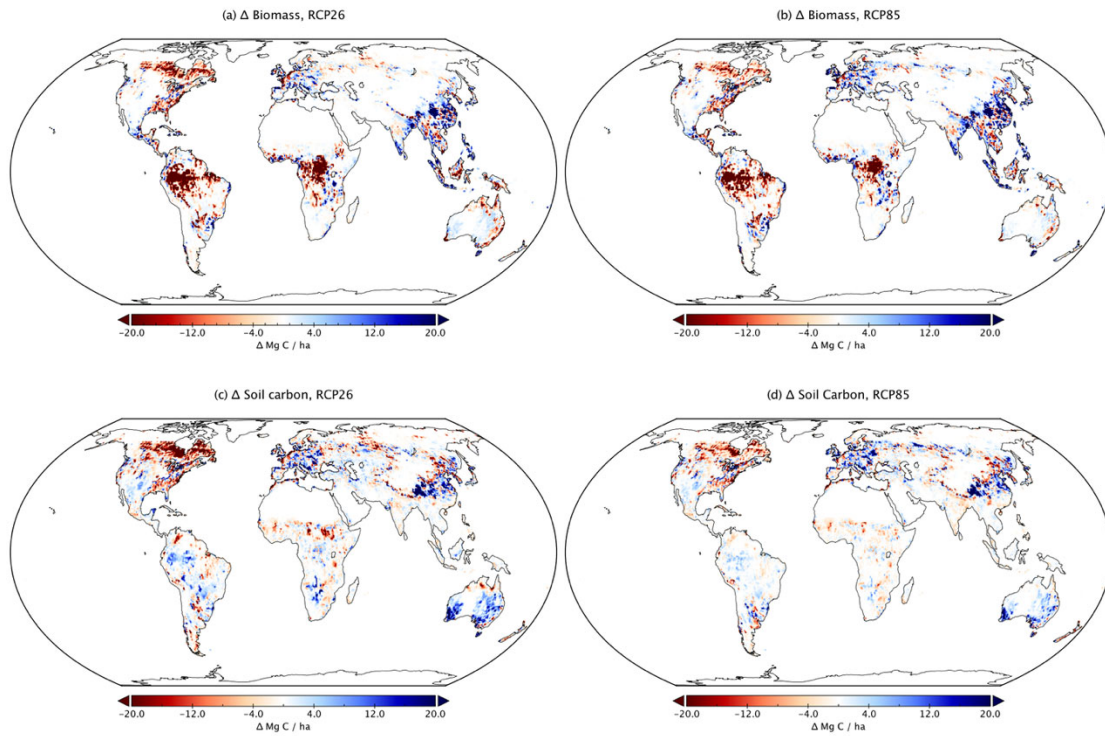 (a) Δ Biomass, RCP26
(b) Δ Biomass, RCP85
−20.0 −12.0 −4.0 4.0 12.0 20.0
Δ Mg C / ha
−20.0 −12.0 −4.0 4.0 12.0 20.0
Δ Mg C / ha
(c) Δ Soil carbon, RCP26
(d) Δ Soil Carbon, RCP85
−20.0 −12.0 −4.0 4.0 12.0 20.0
Δ Mg C / ha
−20.0 −12.0 −4.0 4.0 12.0 20.0
Δ Mg C / ha